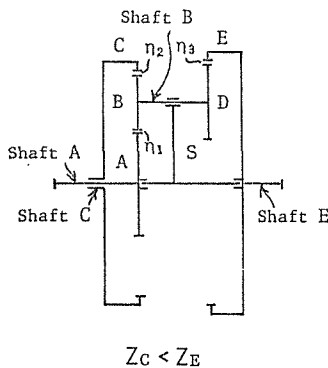 Shaft B
C η2 η3 E
B D
η1
Shaft A A S
Shaft C Shaft E
ZC < ZE